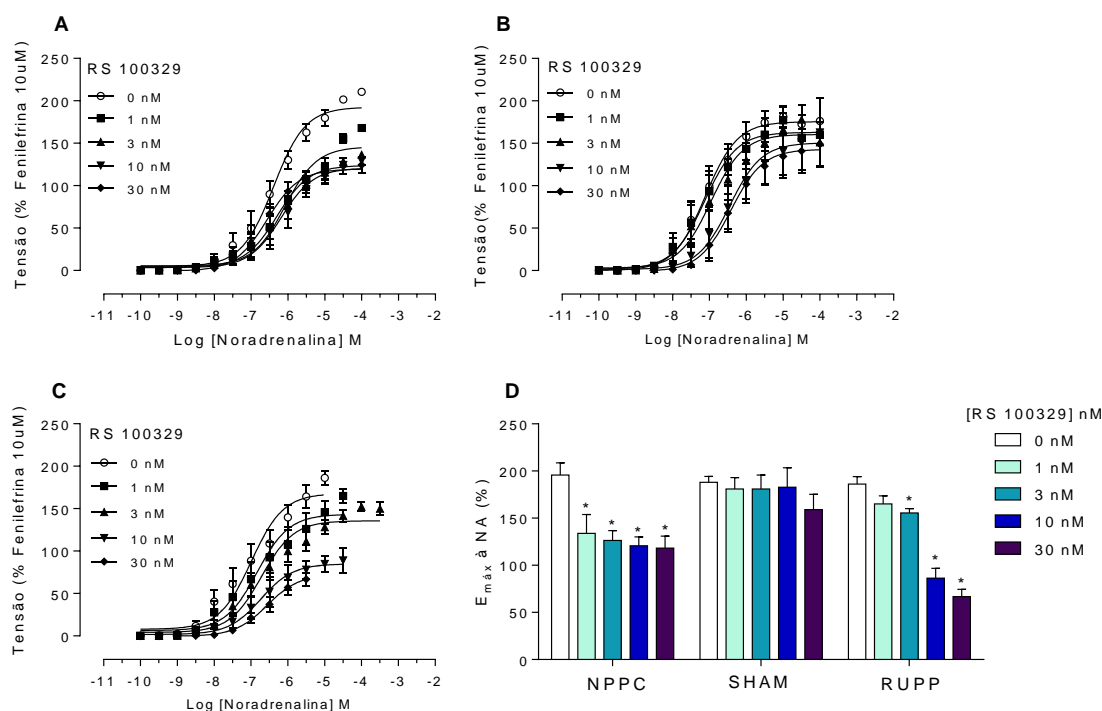 A
RS 100329
0 nM
1 nM
3 nM
10 nM
30 nM
Tensão (% Fenilefrina 10uM)
250
200
150
100
50
0
-11 -10 -9 -8 -7 -6 -5 -4 -3 -2
Log [Noradrenalina] M
B
RS 100329
0 nM
1 nM
3 nM
10 nM
30 nM
Tensão(% Fenilefrina 10uM)
250
200
150
100
50
0
-11 -10 -9 -8 -7 -6 -5 -4 -3 -2
Log [Noradrenalina] M
C
RS 100329
0 nM
1 nM
3 nM
10 nM
30 nM
Tensão (% Fenilefrina 10uM)
250
200
150
100
50
0
-11 -10 -9 -8 -7 -6 -5 -4 -3 -2
Log [Noradrenalina] M
D
[RS 100329] nM
0 nM
1 nM
3 nM
10 nM
30 nM
Emáx à NA (%)
250
200
150
100
50
0
* * * *
* * *
NPPC SHAM RUPP